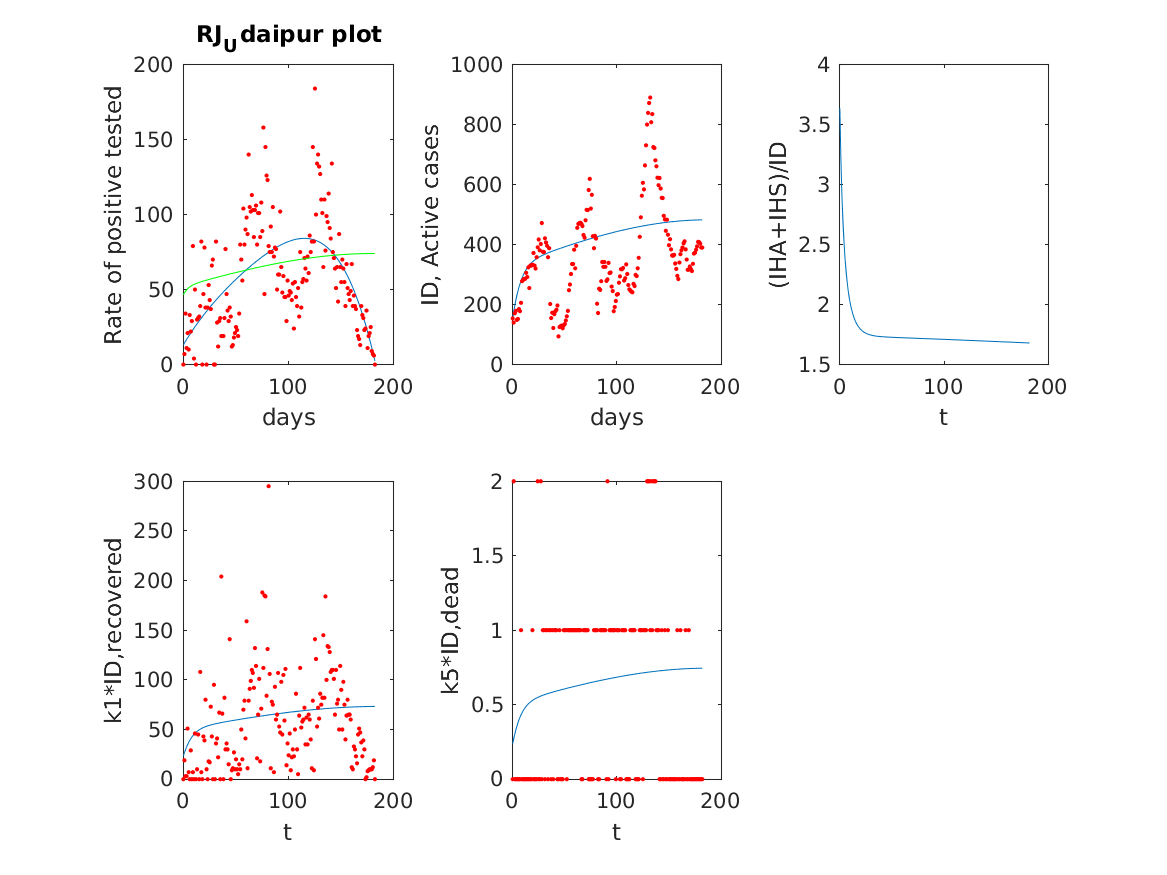 RJ_Udaipur plot
200
150
100
50
0
Rate of positive tested
0 100 200
days
1000
800
600
400
200
0
ID, Active cases
0 100 200
days
4
3.5
3
2.5
2
1.5
(IHA+IHS)/ID
0 100 200
t
300
250
200
150
100
50
0
k1*ID,recovered
0 100 200
t
2
1.5
1
0.5
0
k5*ID,dead
0 100 200
t